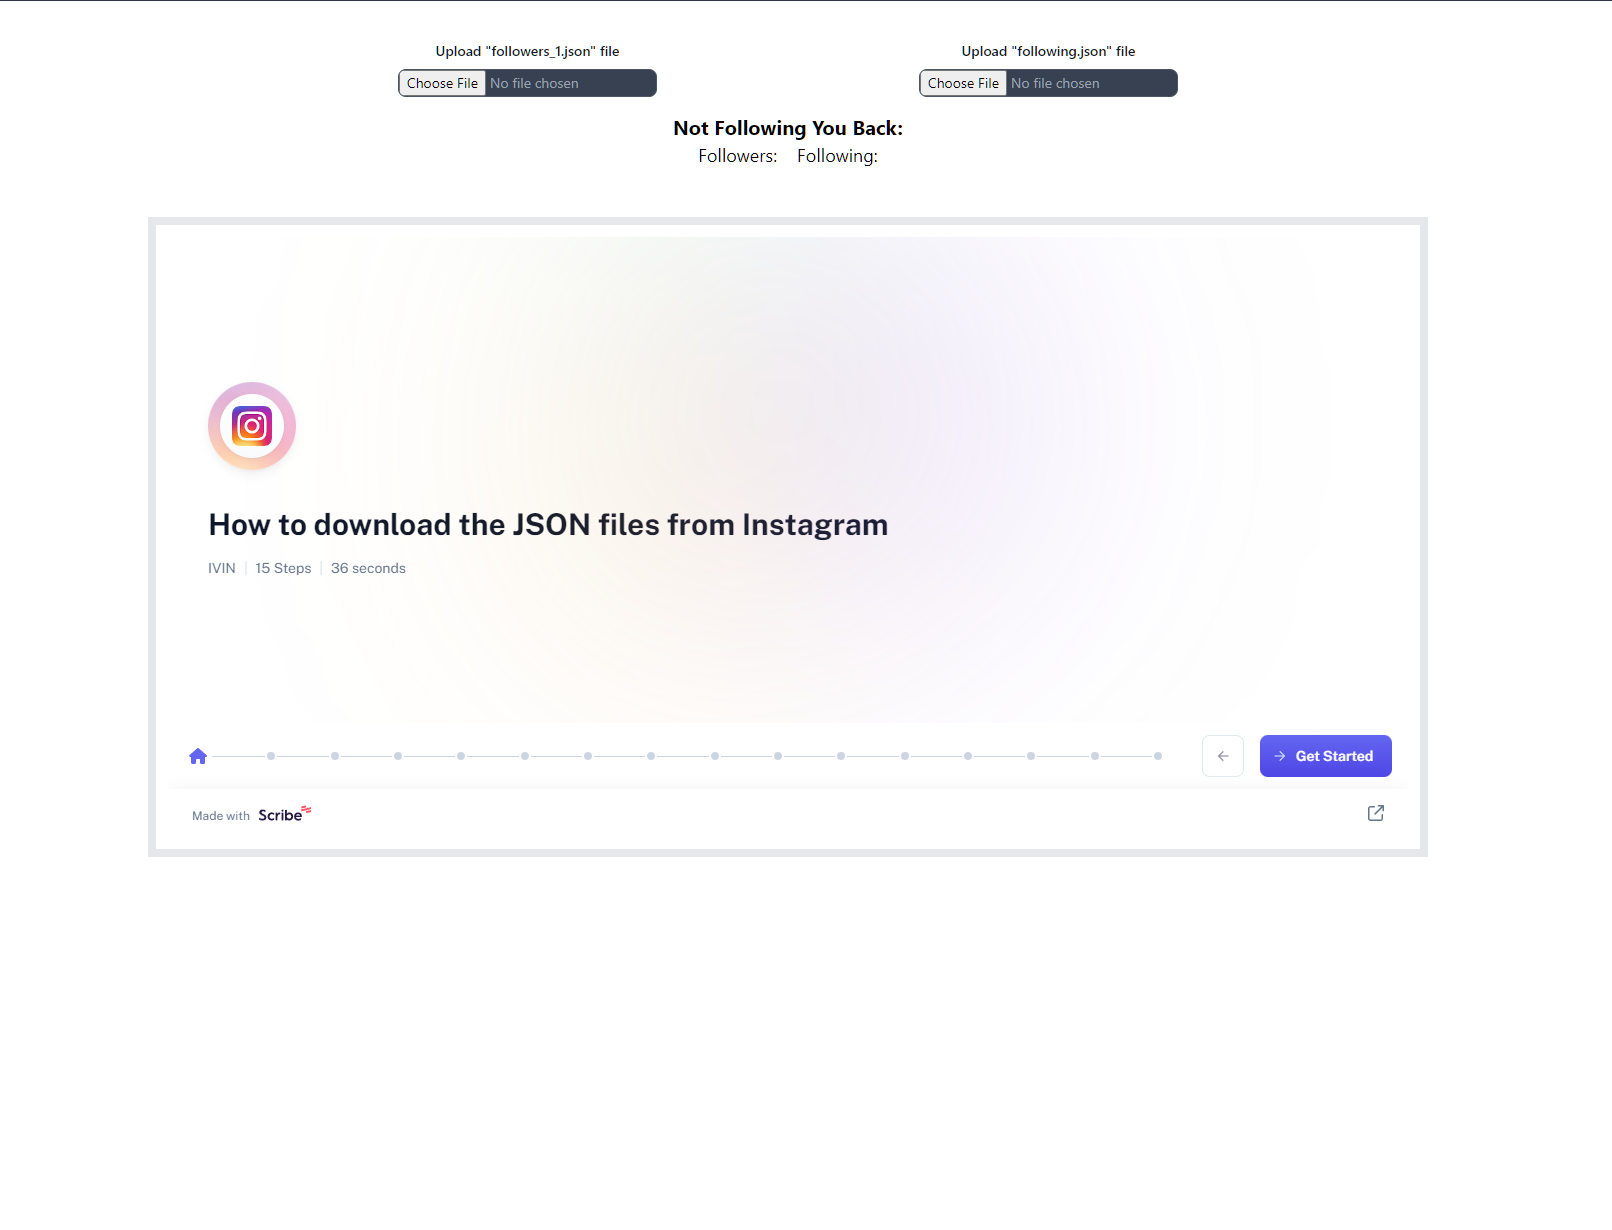 Upload "followers_1.json" file
Choose File No file chosen
Upload "following.json" file
Choose File No file chosen
Not Following You Back:
Followers: Following:
How to download the JSON files from Instagram
IVIN | 15 Steps | 36 seconds
Get Started
Made with Scribe